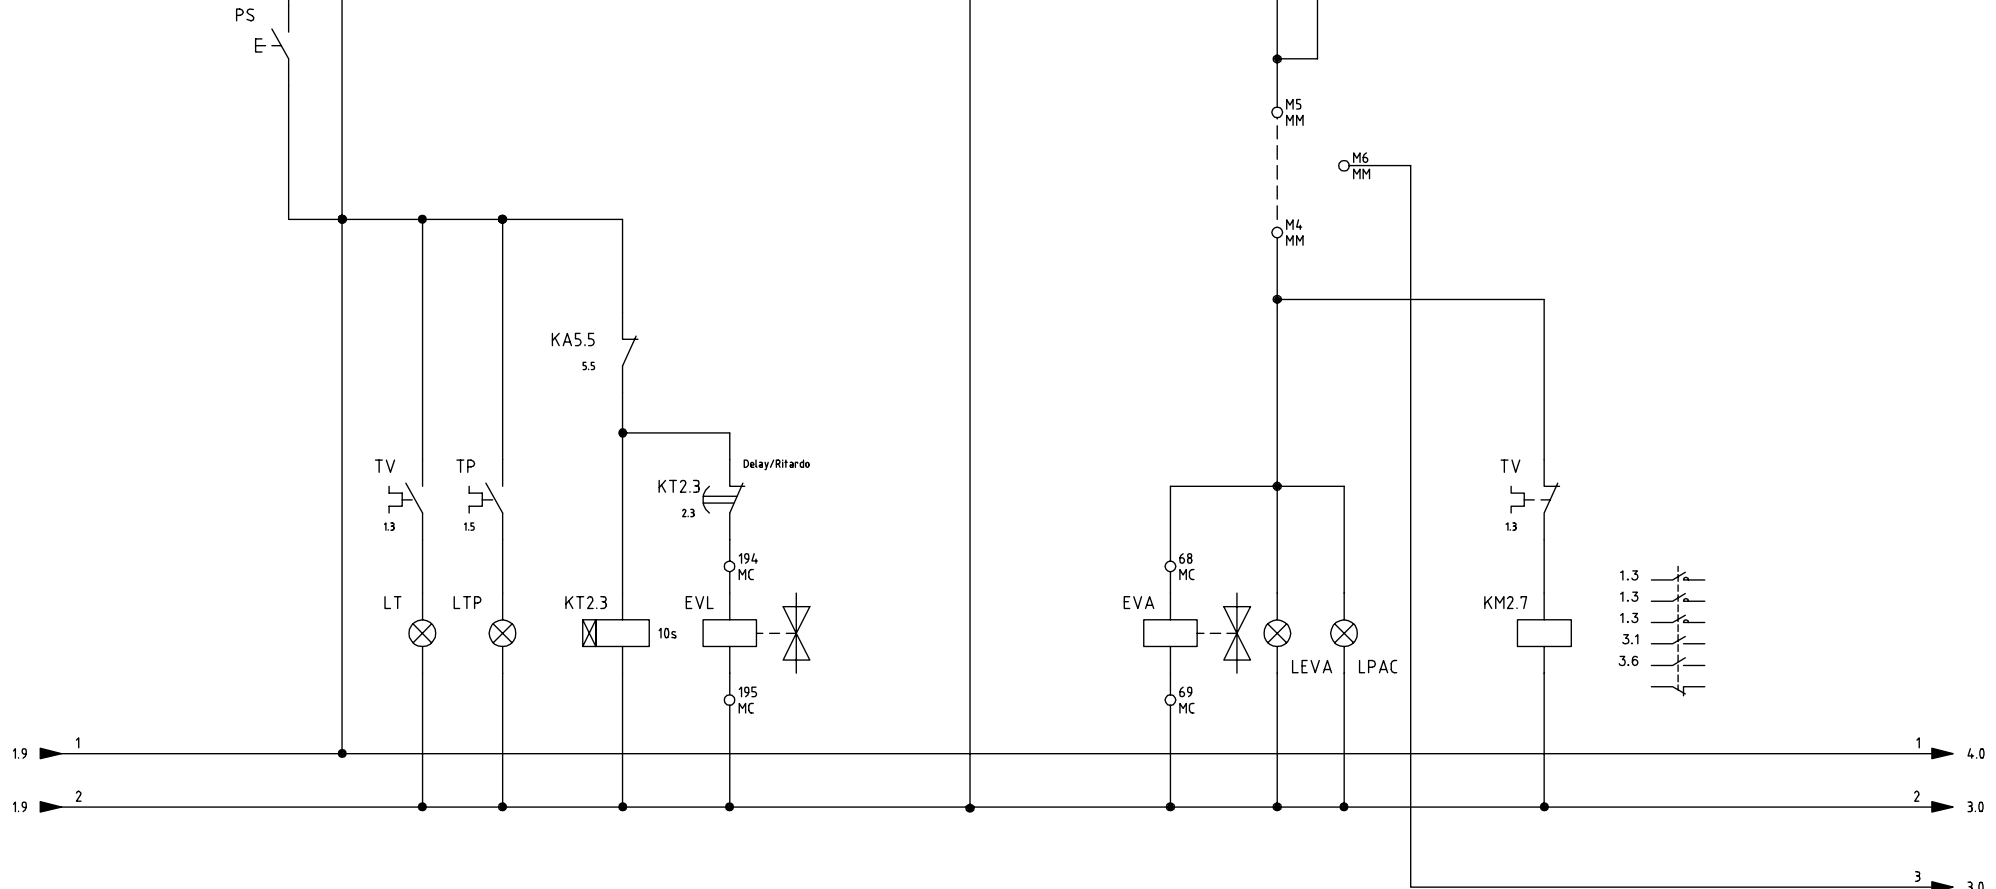 PS
M5
MM
M6
MM
M4
MM
KA5.5
5.5
TV
1.3
TP
1.5
Delay/Ritardo
KT2.3
2.3
TV
1.3
194
MC
68
MC
LT
LTP
KT2.3
10s
EVL
EVA
LEVA
LPAC
KM2.7
1.3
1.3
1.3
3.1
3.6
195
MC
69
MC
1.9
1
1
4.0
1.9
2
2
3.0
3
3.0